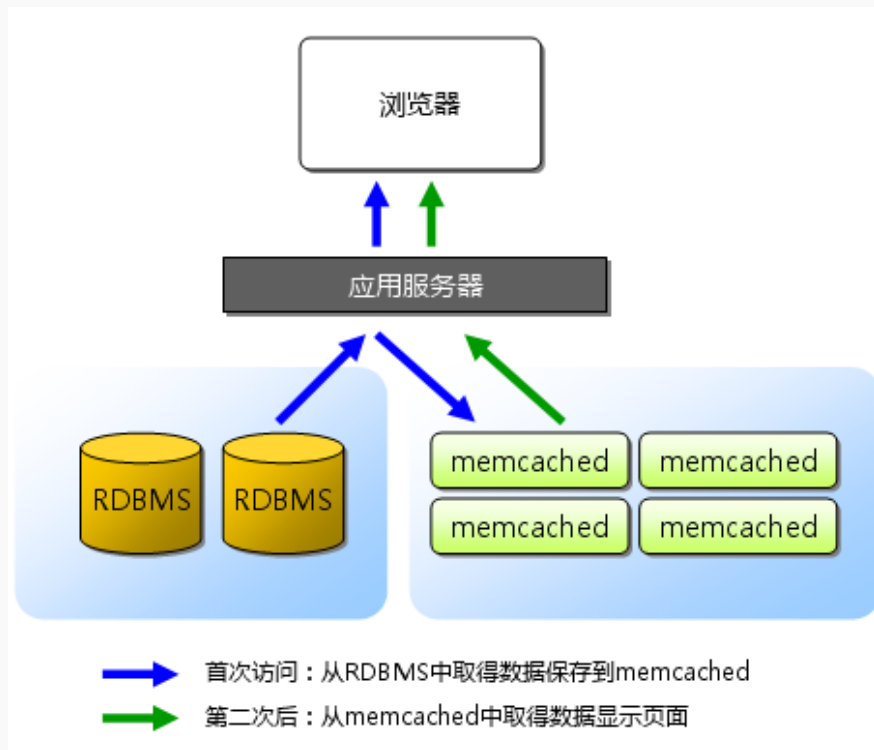 浏览器
应用服务器
RDBMS
RDBMS
memcached
memcached
memcached
memcached
首次访问：从RDBMS中取得数据保存到memcached
第二次后：从memcached中取得数据显示页面